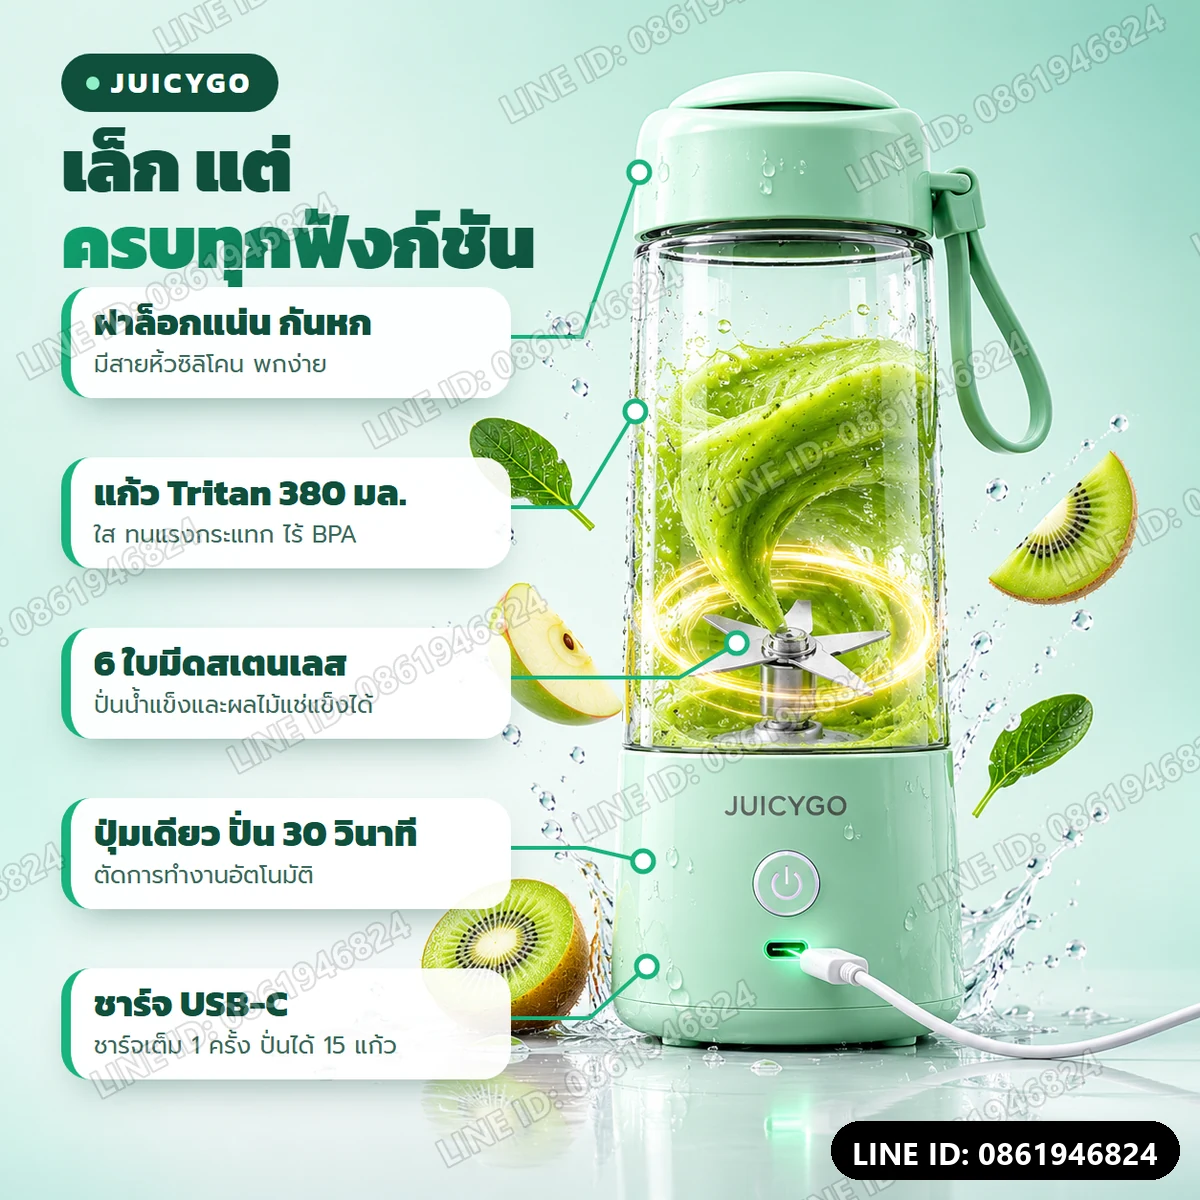 JUICYGO
เล็ก แต่
ครบทุกฟังก์ชัน
ฝาล็อกแน่น กันหก
มีสายหิ้วซิลิโคน พกง่าย
แก้ว Tritan 380 มล.
ใส ทนแรงกระแทก ไร้ BPA
6 ใบมีดสเตนเลส
ปั่นน้ำแข็งและผลไม้แช่แข็งได้
JUICYGO
ปุ่มเดียว ปั่น 30 วินาที
ตัดการทำงานอัตโนมัติ
ชาร์จ USB-C
ชาร์จเต็ม 1 ครั้ง ปั่นได้ 15 แก้ว
LINE ID: 0861946824